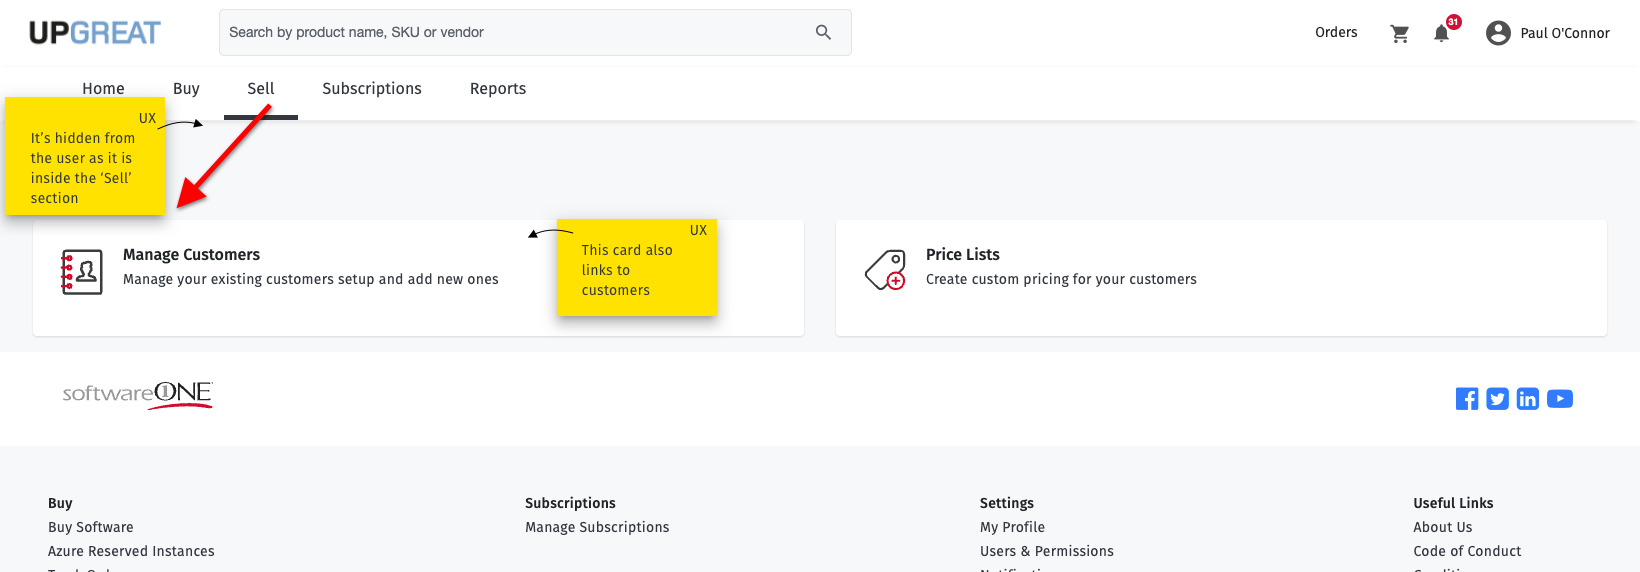 UPGREAT
Search by product name, SKU or vendor
Orders
31
Paul O'Connor
Home
Buy
Sell
Subscriptions
Reports
UX
It’s hidden from
the user as it is
inside the ‘Sell’
section
Manage Customers
Manage your existing customers setup and add new ones
UX
This card also
links to
customers
Price Lists
Create custom pricing for your customers
softwareONE
Buy
Buy Software
Azure Reserved Instances
Subscriptions
Manage Subscriptions
Settings
My Profile
Users & Permissions
Useful Links
About Us
Code of Conduct